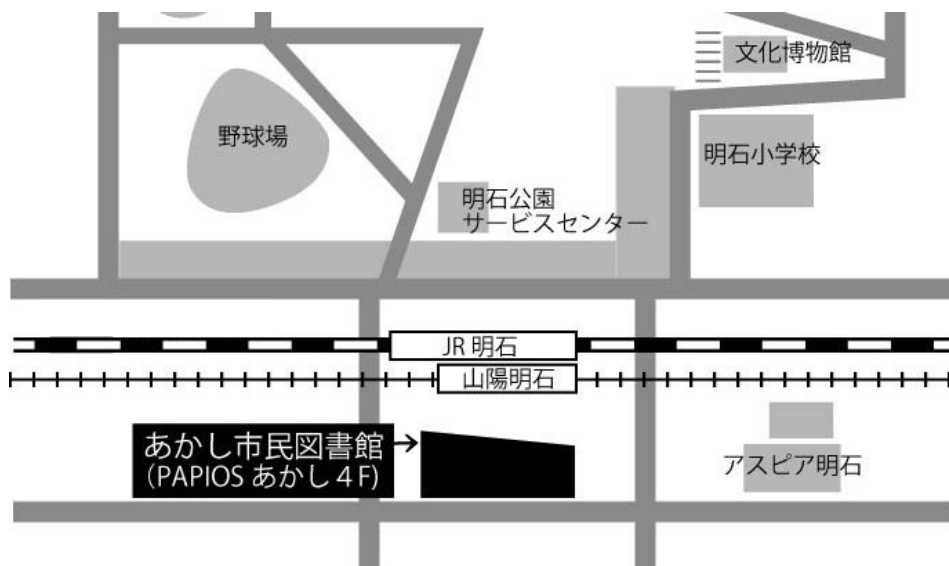 文化博物館
野球場
明石小学校
明石公園
サービスセンター
JR 明石
山陽明石
あかし市民図書館
(PAPIOS あかし４F)
アスピア明石